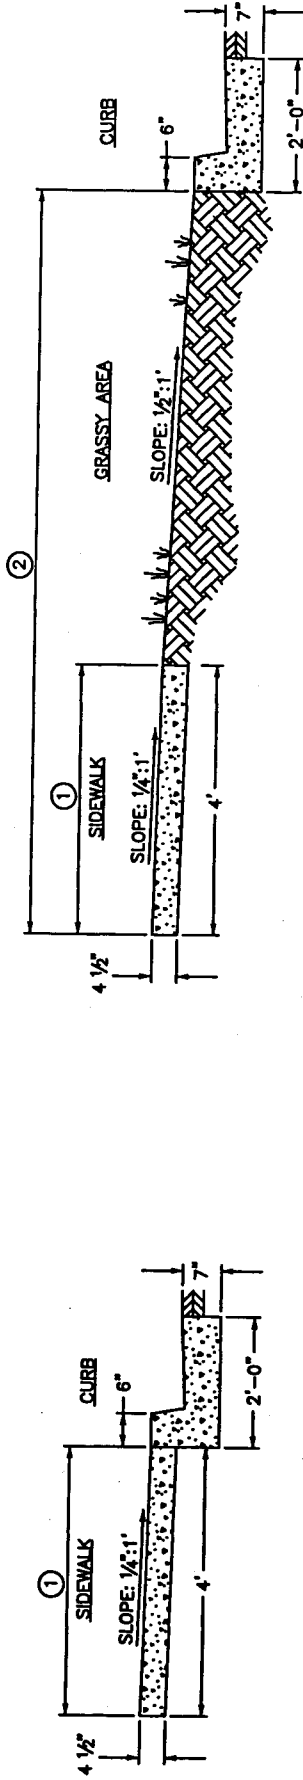 ①
SIDEWALK
CURB
SLOPE: 1/4":1'
6"
4 1/2"
7"
4'
2'-0"
②
①
SIDEWALK
GRASSY AREA
CURB
SLOPE: 1/4":1'
SLOPE: 1/2":1'
6"
4 1/2"
7"
4'
2'-0"